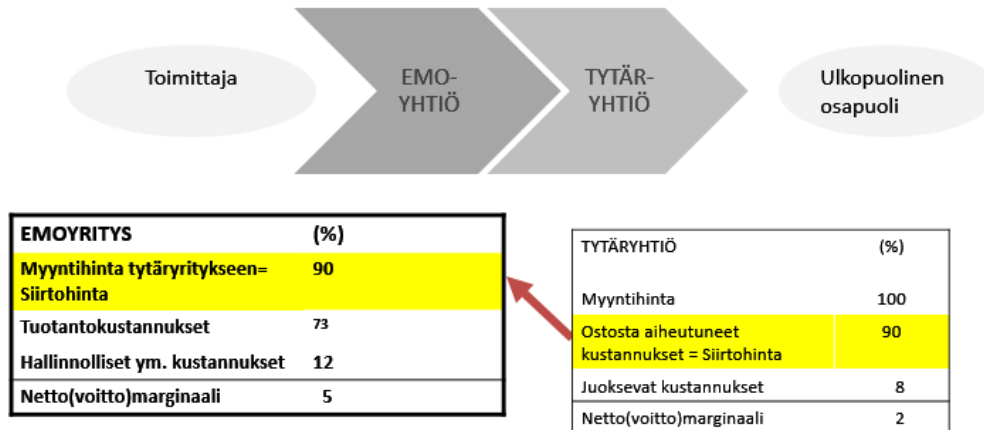 Toimittaja
EMO-
YHTIÖ
TYTÄR-
YHTIÖ
Ulkopuolinen
osapuoli
EMOYRITYS (%)
Myyntihinta tytäryritykseen= 90
Siirtohinta
Tuotantokustannukset 73
Hallinnolliset ym. kustannukset 12
Netto(voitto)marginaali 5
TYTÄRYHTIÖ (%)
Myyntihinta 100
Ostosta aiheutuneet 90
kustannukset = Siirtohinta
Juoksevat kustannukset 8
Netto(voitto)marginaali 2